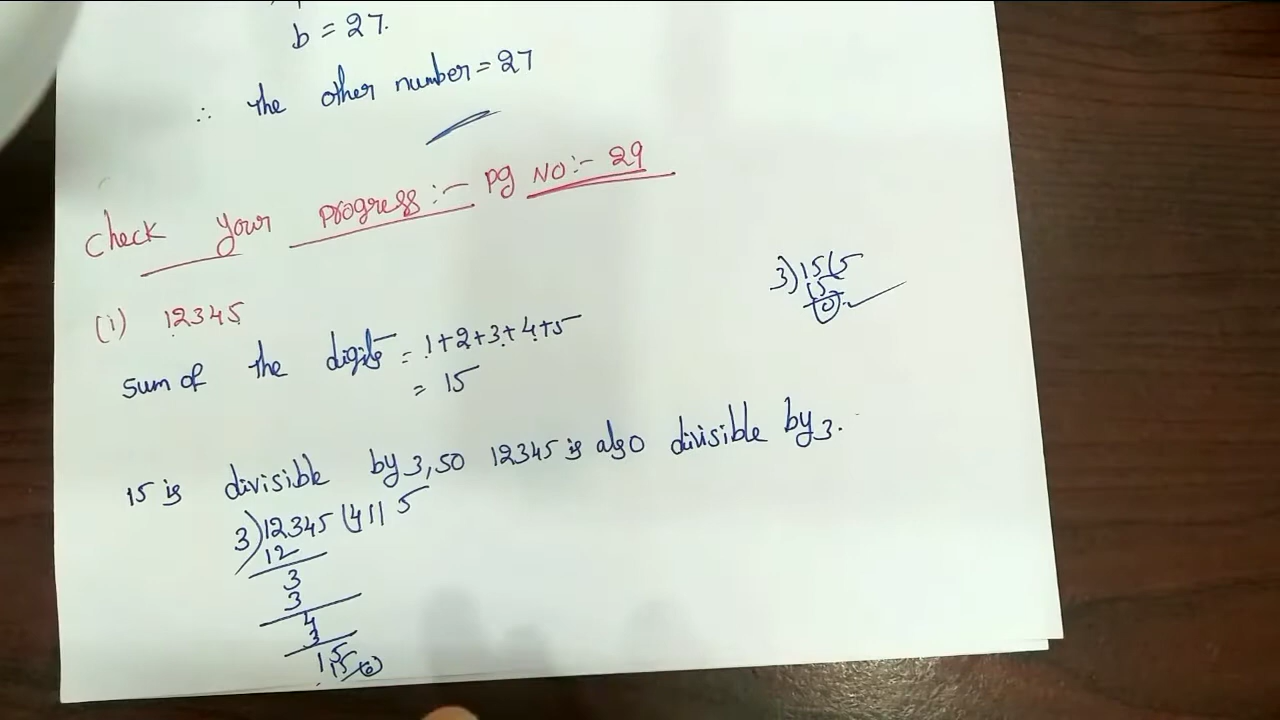 b = 27.
∴ the other number = 27
Check your progress :- Pg NO:- 29
(i) 12345
3) 15 (5
15
0
Sum of the digits = 1+2+3+4+5
= 15
15 is divisible by 3, so 12345 is also divisible by 3.
3) 12345 (4115
12
3
3
4
3
15
15
(0)